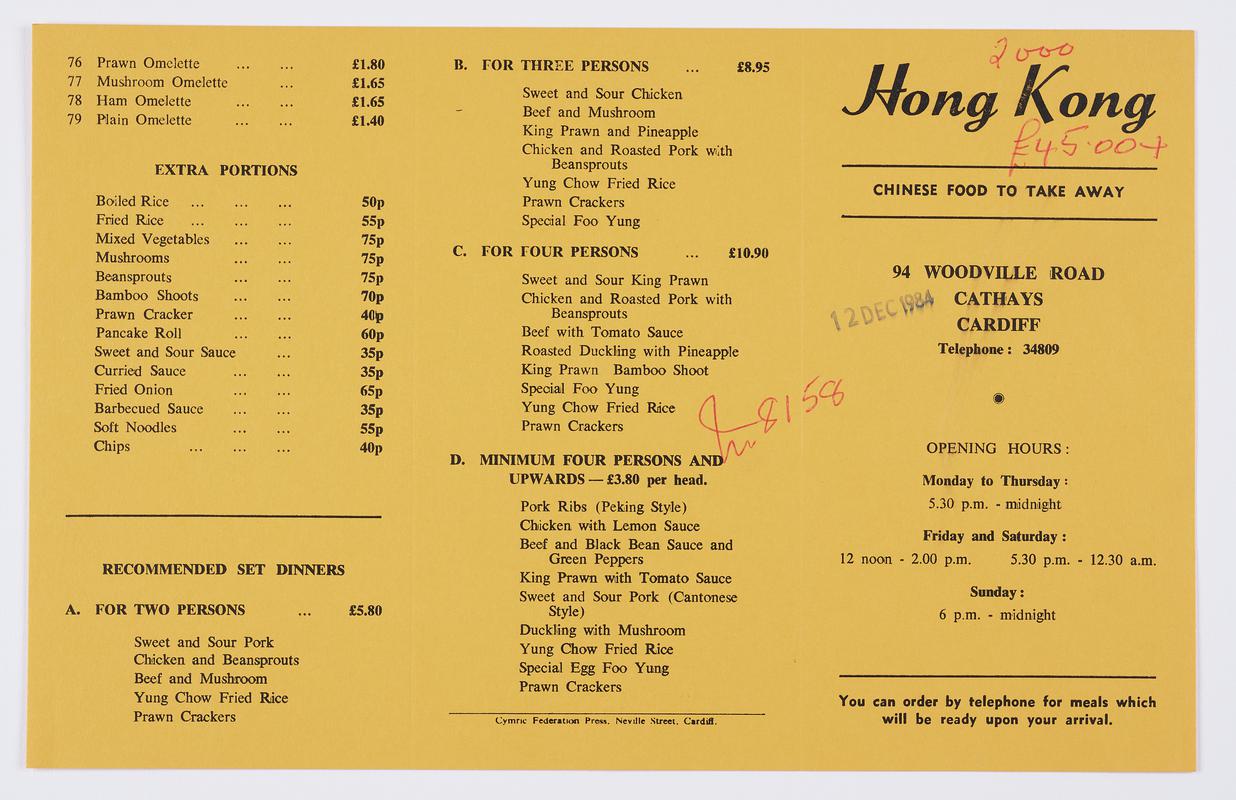 76 Prawn Omelette ... ... £1.80
77 Mushroom Omelette ... £1.65
78 Ham Omelette ... ... £1.65
79 Plain Omelette ... ... £1.40
EXTRA PORTIONS
Boiled Rice ... ... ... 50p
Fried Rice ... ... ... 55p
Mixed Vegetables ... ... 75p
Mushrooms ... ... 75p
Beansprouts ... ... 75p
Bamboo Shoots ... ... 70p
Prawn Cracker ... ... 40p
Pancake Roll ... ... 60p
Sweet and Sour Sauce ... 35p
Curried Sauce ... ... 35p
Fried Onion ... ... 65p
Barbecued Sauce ... ... 35p
Soft Noodles ... ... 55p
Chips ... ... ... 40p
RECOMMENDED SET DINNERS
A. FOR TWO PERSONS ... £5.80
Sweet and Sour Pork
Chicken and Beansprouts
Beef and Mushroom
Yung Chow Fried Rice
Prawn Crackers
B. FOR THREE PERSONS ... £8.95
Sweet and Sour Chicken
Beef and Mushroom
King Prawn and Pineapple
Chicken and Roasted Pork with
Beansprouts
Yung Chow Fried Rice
Prawn Crackers
Special Foo Yung
C. FOR FOUR PERSONS ... £10.90
Sweet and Sour King Prawn
Chicken and Roasted Pork with
Beansprouts
Beef with Tomato Sauce
Roasted Duckling with Pineapple
King Prawn Bamboo Shoot
Special Foo Yung
Yung Chow Fried Rice
Prawn Crackers
8158
D. MINIMUM FOUR PERSONS AND
UPWARDS — £3.80 per head.
Pork Ribs (Peking Style)
Chicken with Lemon Sauce
Beef and Black Bean Sauce and
Green Peppers
King Prawn with Tomato Sauce
Sweet and Sour Pork (Cantonese
Style)
Duckling with Mushroom
Yung Chow Fried Rice
Special Egg Foo Yung
Prawn Crackers
Cymric Federation Press, Neville Street, Cardiff.
2000
Hong Kong
£45.00+
CHINESE FOOD TO TAKE AWAY
94 WOODVILLE ROAD
CATHAYS
12 DEC 1984
CARDIFF
Telephone: 34809
OPENING HOURS:
Monday to Thursday:
5.30 p.m. - midnight
Friday and Saturday:
12 noon - 2.00 p.m. 5.30 p.m. - 12.30 a.m.
Sunday:
6 p.m. - midnight
You can order by telephone for meals which
will be ready upon your arrival.